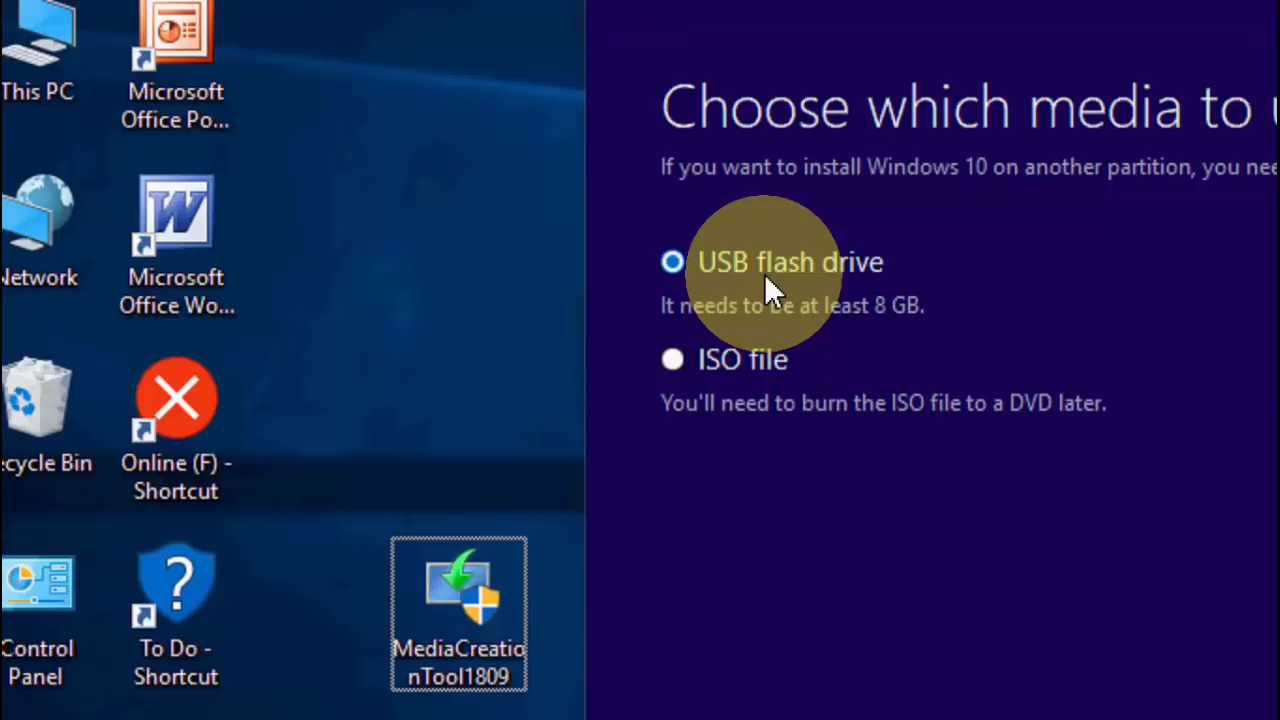 This PC
Microsoft
Office Po...
Network
Microsoft
Office Wo...
ecycle Bin
Online (F) -
Shortcut
Control
Panel
To Do -
Shortcut
MediaCreatio
nTool1809
Choose which media to u
If you want to install Windows 10 on another partition, you nee
USB flash drive
It needs to be at least 8 GB.
ISO file
You'll need to burn the ISO file to a DVD later.